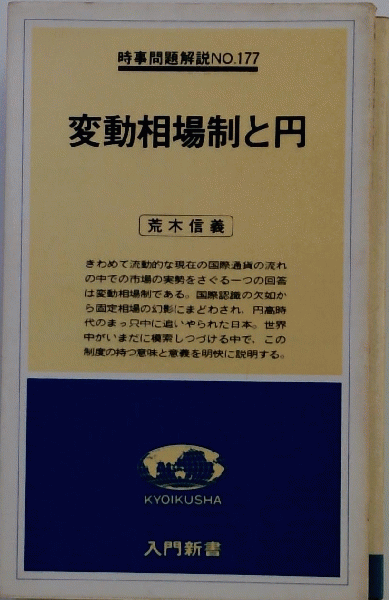 時事問題解説NO.177
変動相場制と円
荒木信義
きわめて流動的な現在の国際通貨の流れ
の中での市場の実勢をさぐる一つの回答
は変動相場制である。国際認識の欠如か
ら固定相場の幻影にまどわされ、円高時
代のまっ只中に追いやられた日本。世界
中がいまだに模索しつづける中で、この
制度の持つ意味と意義を明快に説明する。
KYOIKUSHA
入門新書